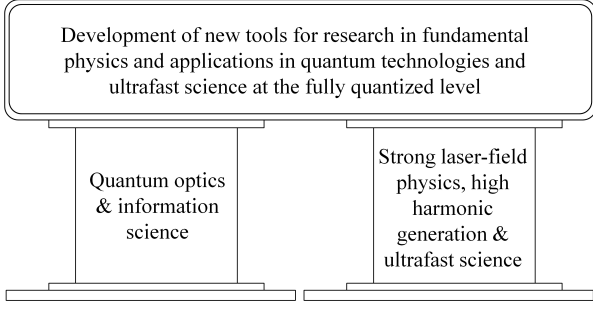 Development of new tools for research in fundamental
physics and applications in quantum technologies and
ultrafast science at the fully quantized level
Quantum optics
& information
science
Strong laser-field
physics, high
harmonic
generation &
ultrafast science